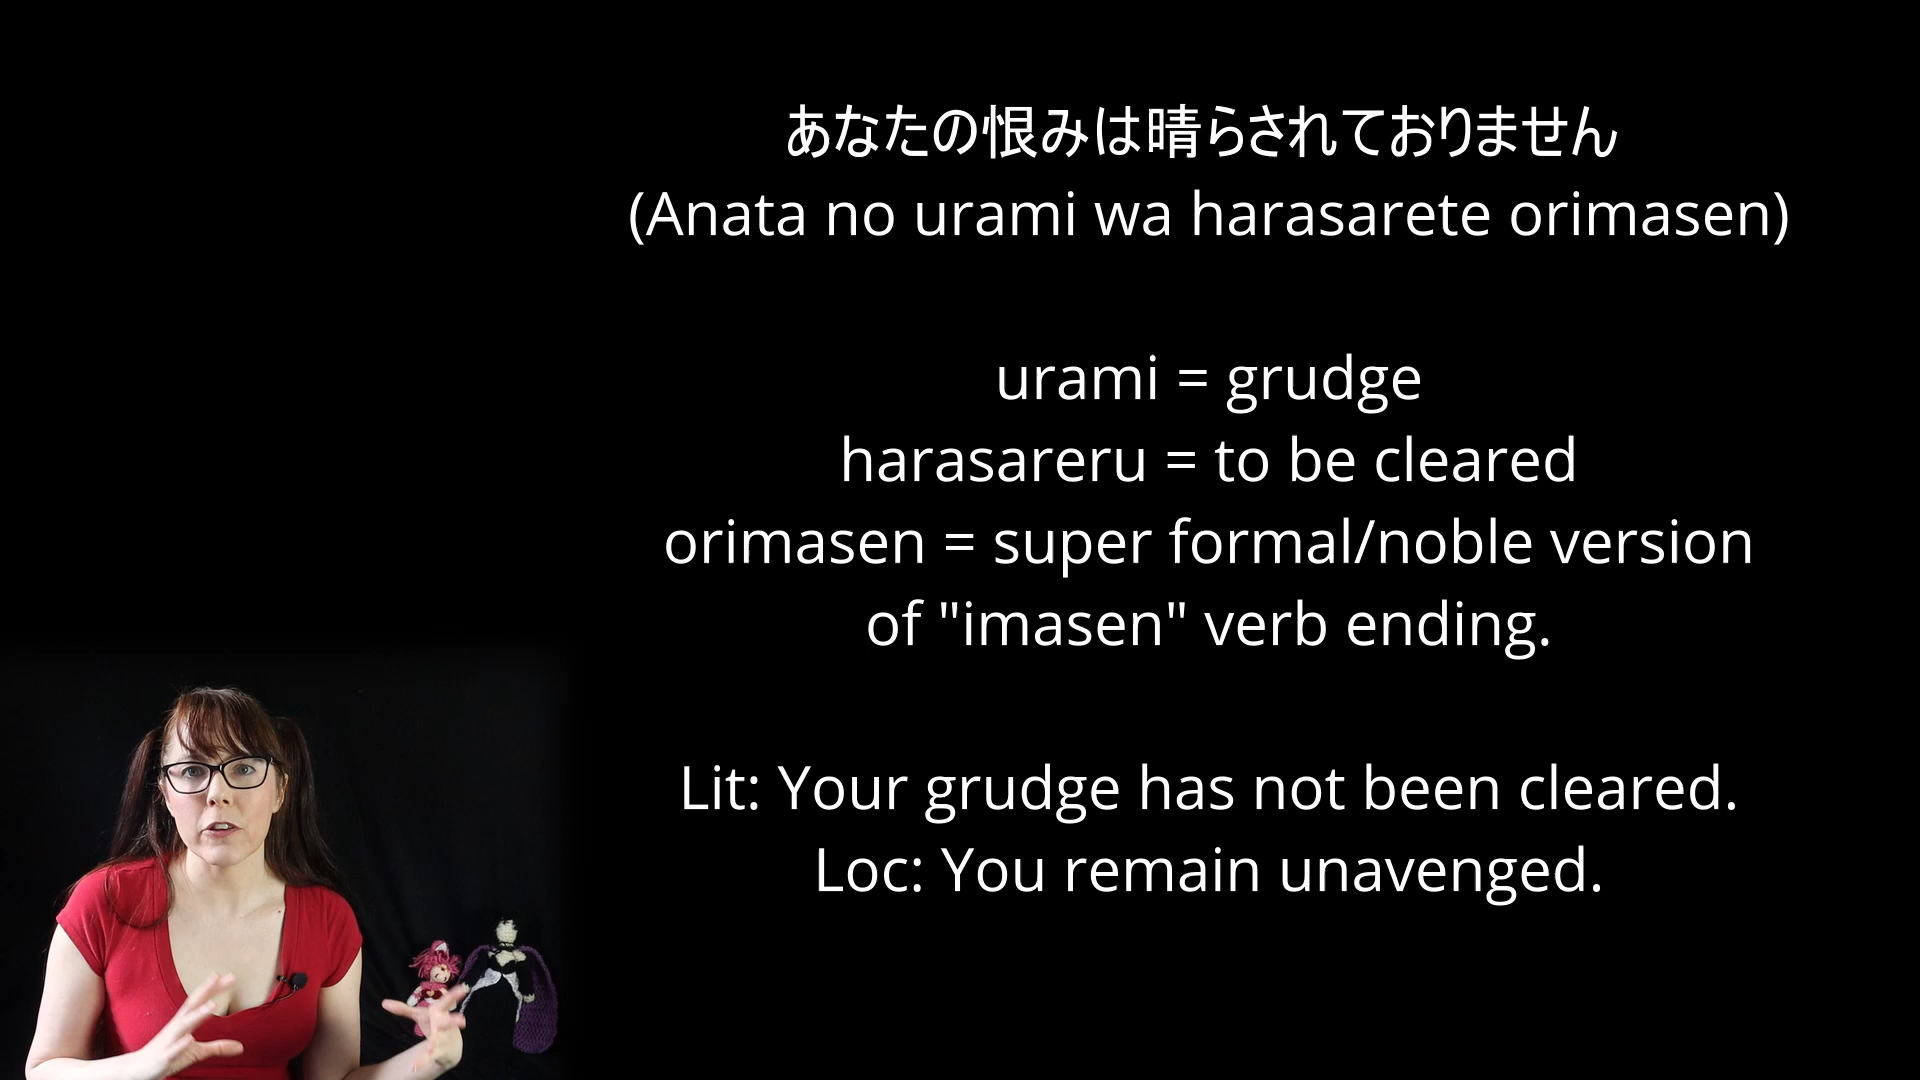 あなたの恨みは晴らされておりません
(Anata no urami wa harasarete orimasen)
urami = grudge
harasareru = to be cleared
orimasen = super formal/noble version
of "imasen" verb ending.
Lit: Your grudge has not been cleared.
Loc: You remain unavenged.